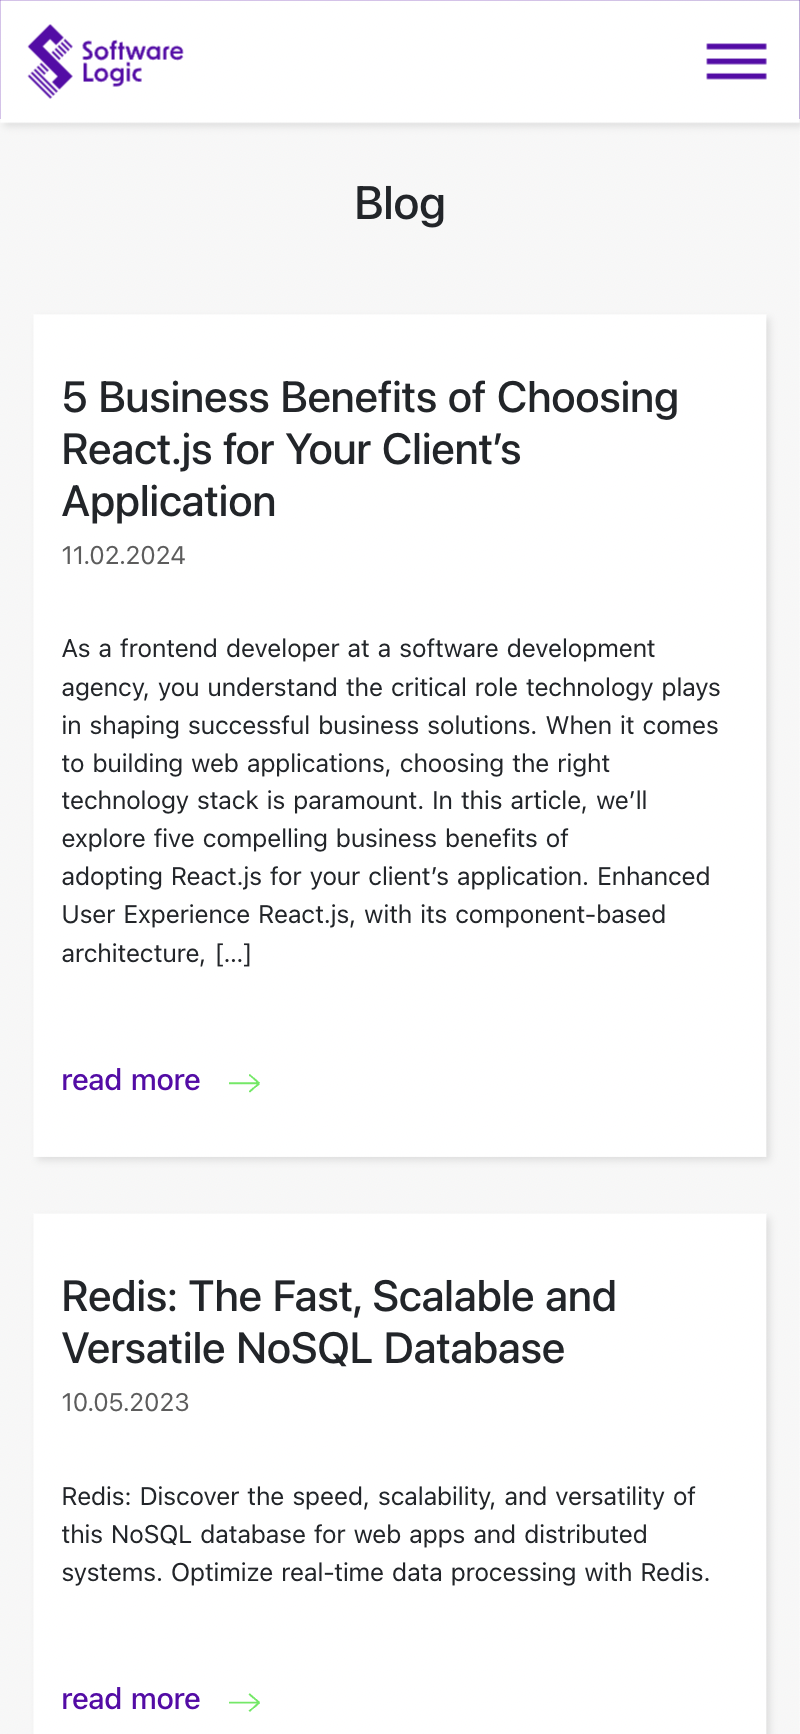 Software
Logic
Blog
5 Business Benefits of Choosing
React.js for Your Client’s
Application
11.02.2024
As a frontend developer at a software development
agency, you understand the critical role technology plays
in shaping successful business solutions. When it comes
to building web applications, choosing the right
technology stack is paramount. In this article, we’ll
explore five compelling business benefits of
adopting React.js for your client’s application. Enhanced
User Experience React.js, with its component-based
architecture, […]
read more
Redis: The Fast, Scalable and
Versatile NoSQL Database
10.05.2023
Redis: Discover the speed, scalability, and versatility of
this NoSQL database for web apps and distributed
systems. Optimize real-time data processing with Redis.
read more